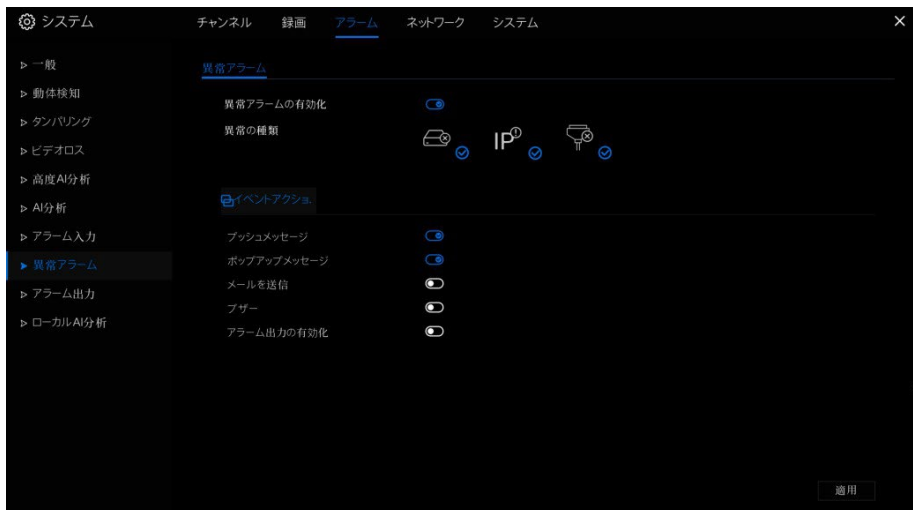 システム
チャンネル 録画 アラーム ネットワーク システム
一般
動体検知
タンパリング
ビデオロス
高度AI分析
AI分析
アラーム入力
異常アラーム
アラーム出力
ローカルAI分析
異常アラーム
異常アラームの有効化
異常の種類
IP
イベントアクショ.
プッシュメッセージ
ポップアップメッセージ
メールを送信
ブザー
アラーム出力の有効化
適用